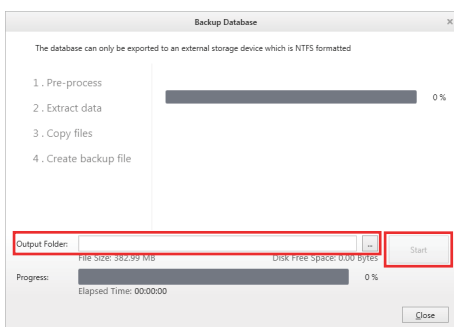 Backup Database
The database can only be exported to an external storage device which is NTFS formatted
1 . Pre-process
0 %
2 . Extract data
3 . Copy files
4 . Create backup file
Output Folder: .. Start
File Size: 382.99 MB Disk Free Space: 0.00 Bytes
Progress: 0 %
Elapsed Time: 00:00:00
Close